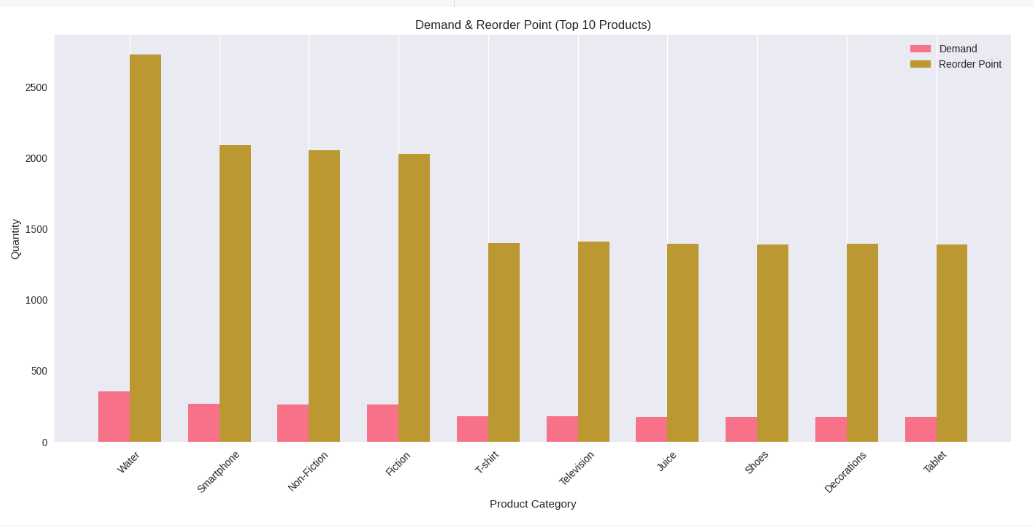 Demand & Reorder Point (Top 10 Products)
Demand
Reorder Point
Quantity
2500
2000
1500
1000
500
0
Water
Smartphone
Non-Fiction
Fiction
T-shirt
Television
Juice
Shoes
Decorations
Tablet
Product Category